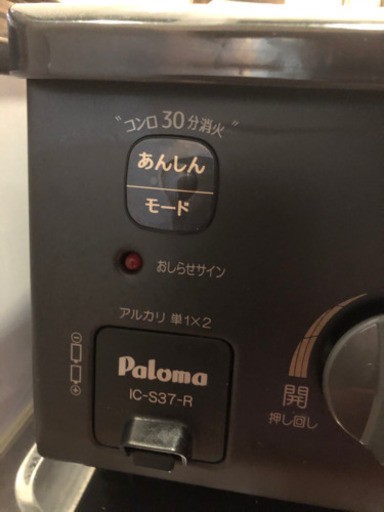 "コンロ30分消火"
あんしん
モード
おしらせサイン
アルカリ 単1×2
⊖
⊕
Paloma
IC-S37-R
開
押し回し